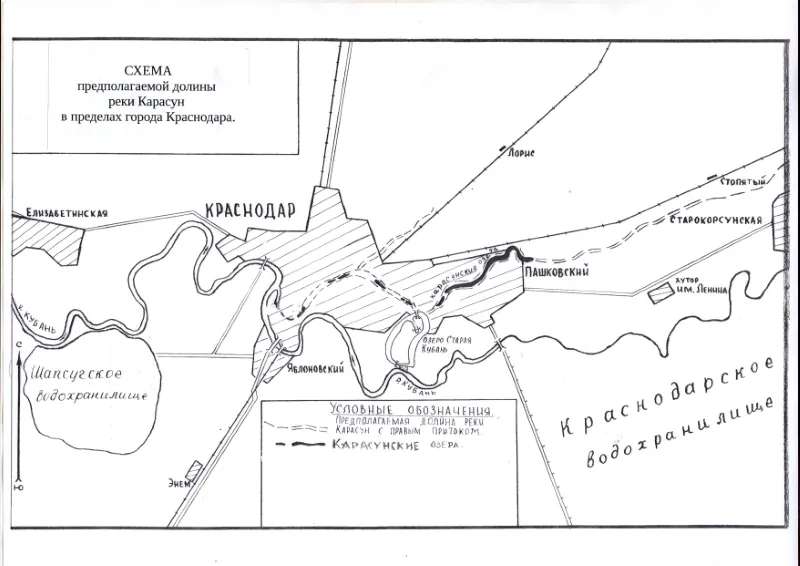 СХЕМА
предполагаемой долины
реки Карасун
в пределах города Краснодара.
Лорис
Стопятый
Елизаветинская
Краснодар
Старокорсунская
Карасунские озёра
Пашковский
хутор
им. Ленина
р. Кубань
С
Озеро Старая
Кубань
Яблоновский
Шапсугское
водохранилище
р. Кубань
Краснодарское
водохранилище
Условные обозначения.
Предполагаемая долина реки
Карасун с правым притоком.
Карасунские озера.
Энем
Ю